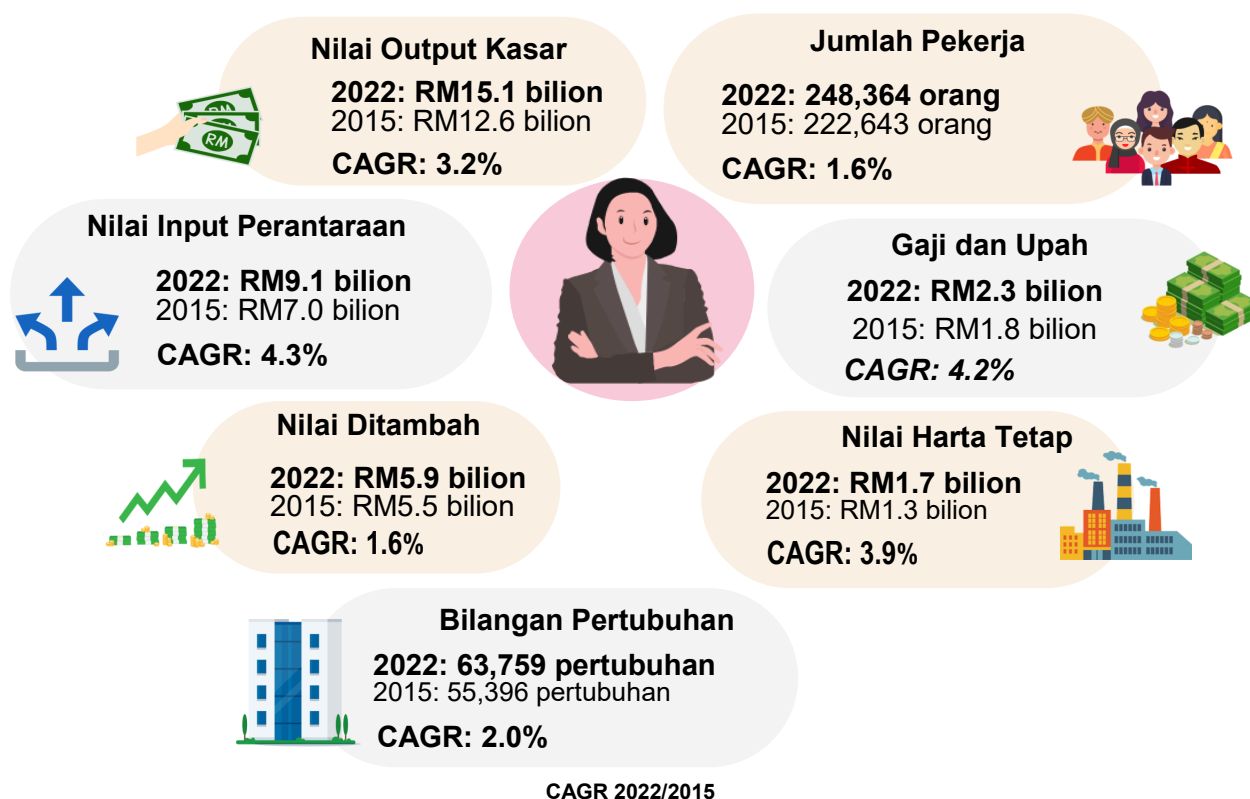 Nilai Output Kasar
2022: RM15.1 bilion
2015: RM12.6 bilion
CAGR: 3.2%
RM
RM
RM
Jumlah Pekerja
2022: 248,364 orang
2015: 222,643 orang
CAGR: 1.6%
Nilai Input Perantaraan
2022: RM9.1 bilion
2015: RM7.0 bilion
CAGR: 4.3%
Gaji dan Upah
2022: RM2.3 bilion
2015: RM1.8 bilion
CAGR: 4.2%
Nilai Ditambah
2022: RM5.9 bilion
2015: RM5.5 bilion
CAGR: 1.6%
Nilai Harta Tetap
2022: RM1.7 bilion
2015: RM1.3 bilion
CAGR: 3.9%
Bilangan Pertubuhan
2022: 63,759 pertubuhan
2015: 55,396 pertubuhan
CAGR: 2.0%
CAGR 2022/2015